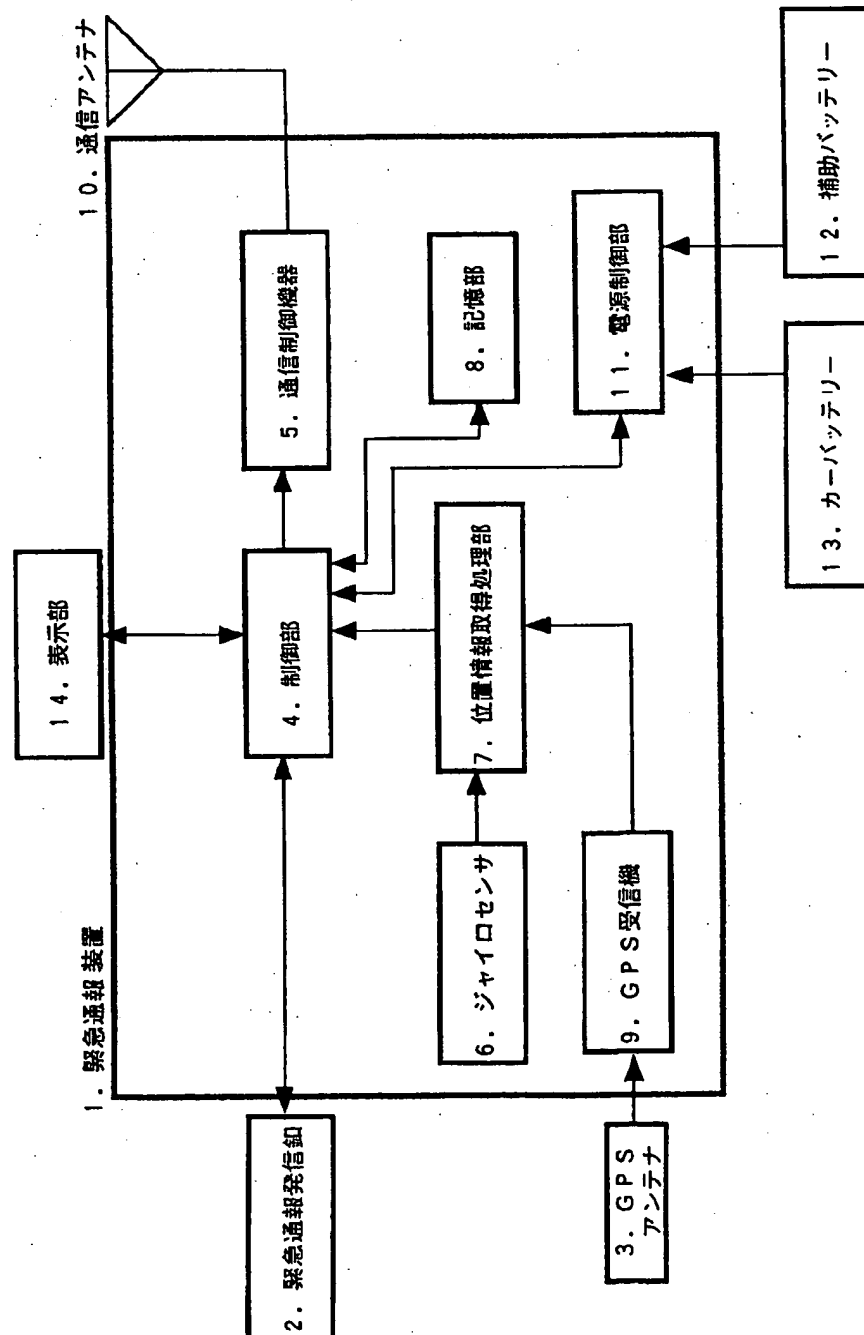 14. 表示部
1. 緊急通報装置
10. 通信アンテナ
2. 緊急通報発信釦
4. 制御部
5. 通信制御機器
6. ジャイロセンサ
7. 位置情報取得処理部
8. 記憶部
3. GPS
アンテナ
9. GPS受信機
11. 電源制御部
13. カーバッテリー
12. 補助バッテリー